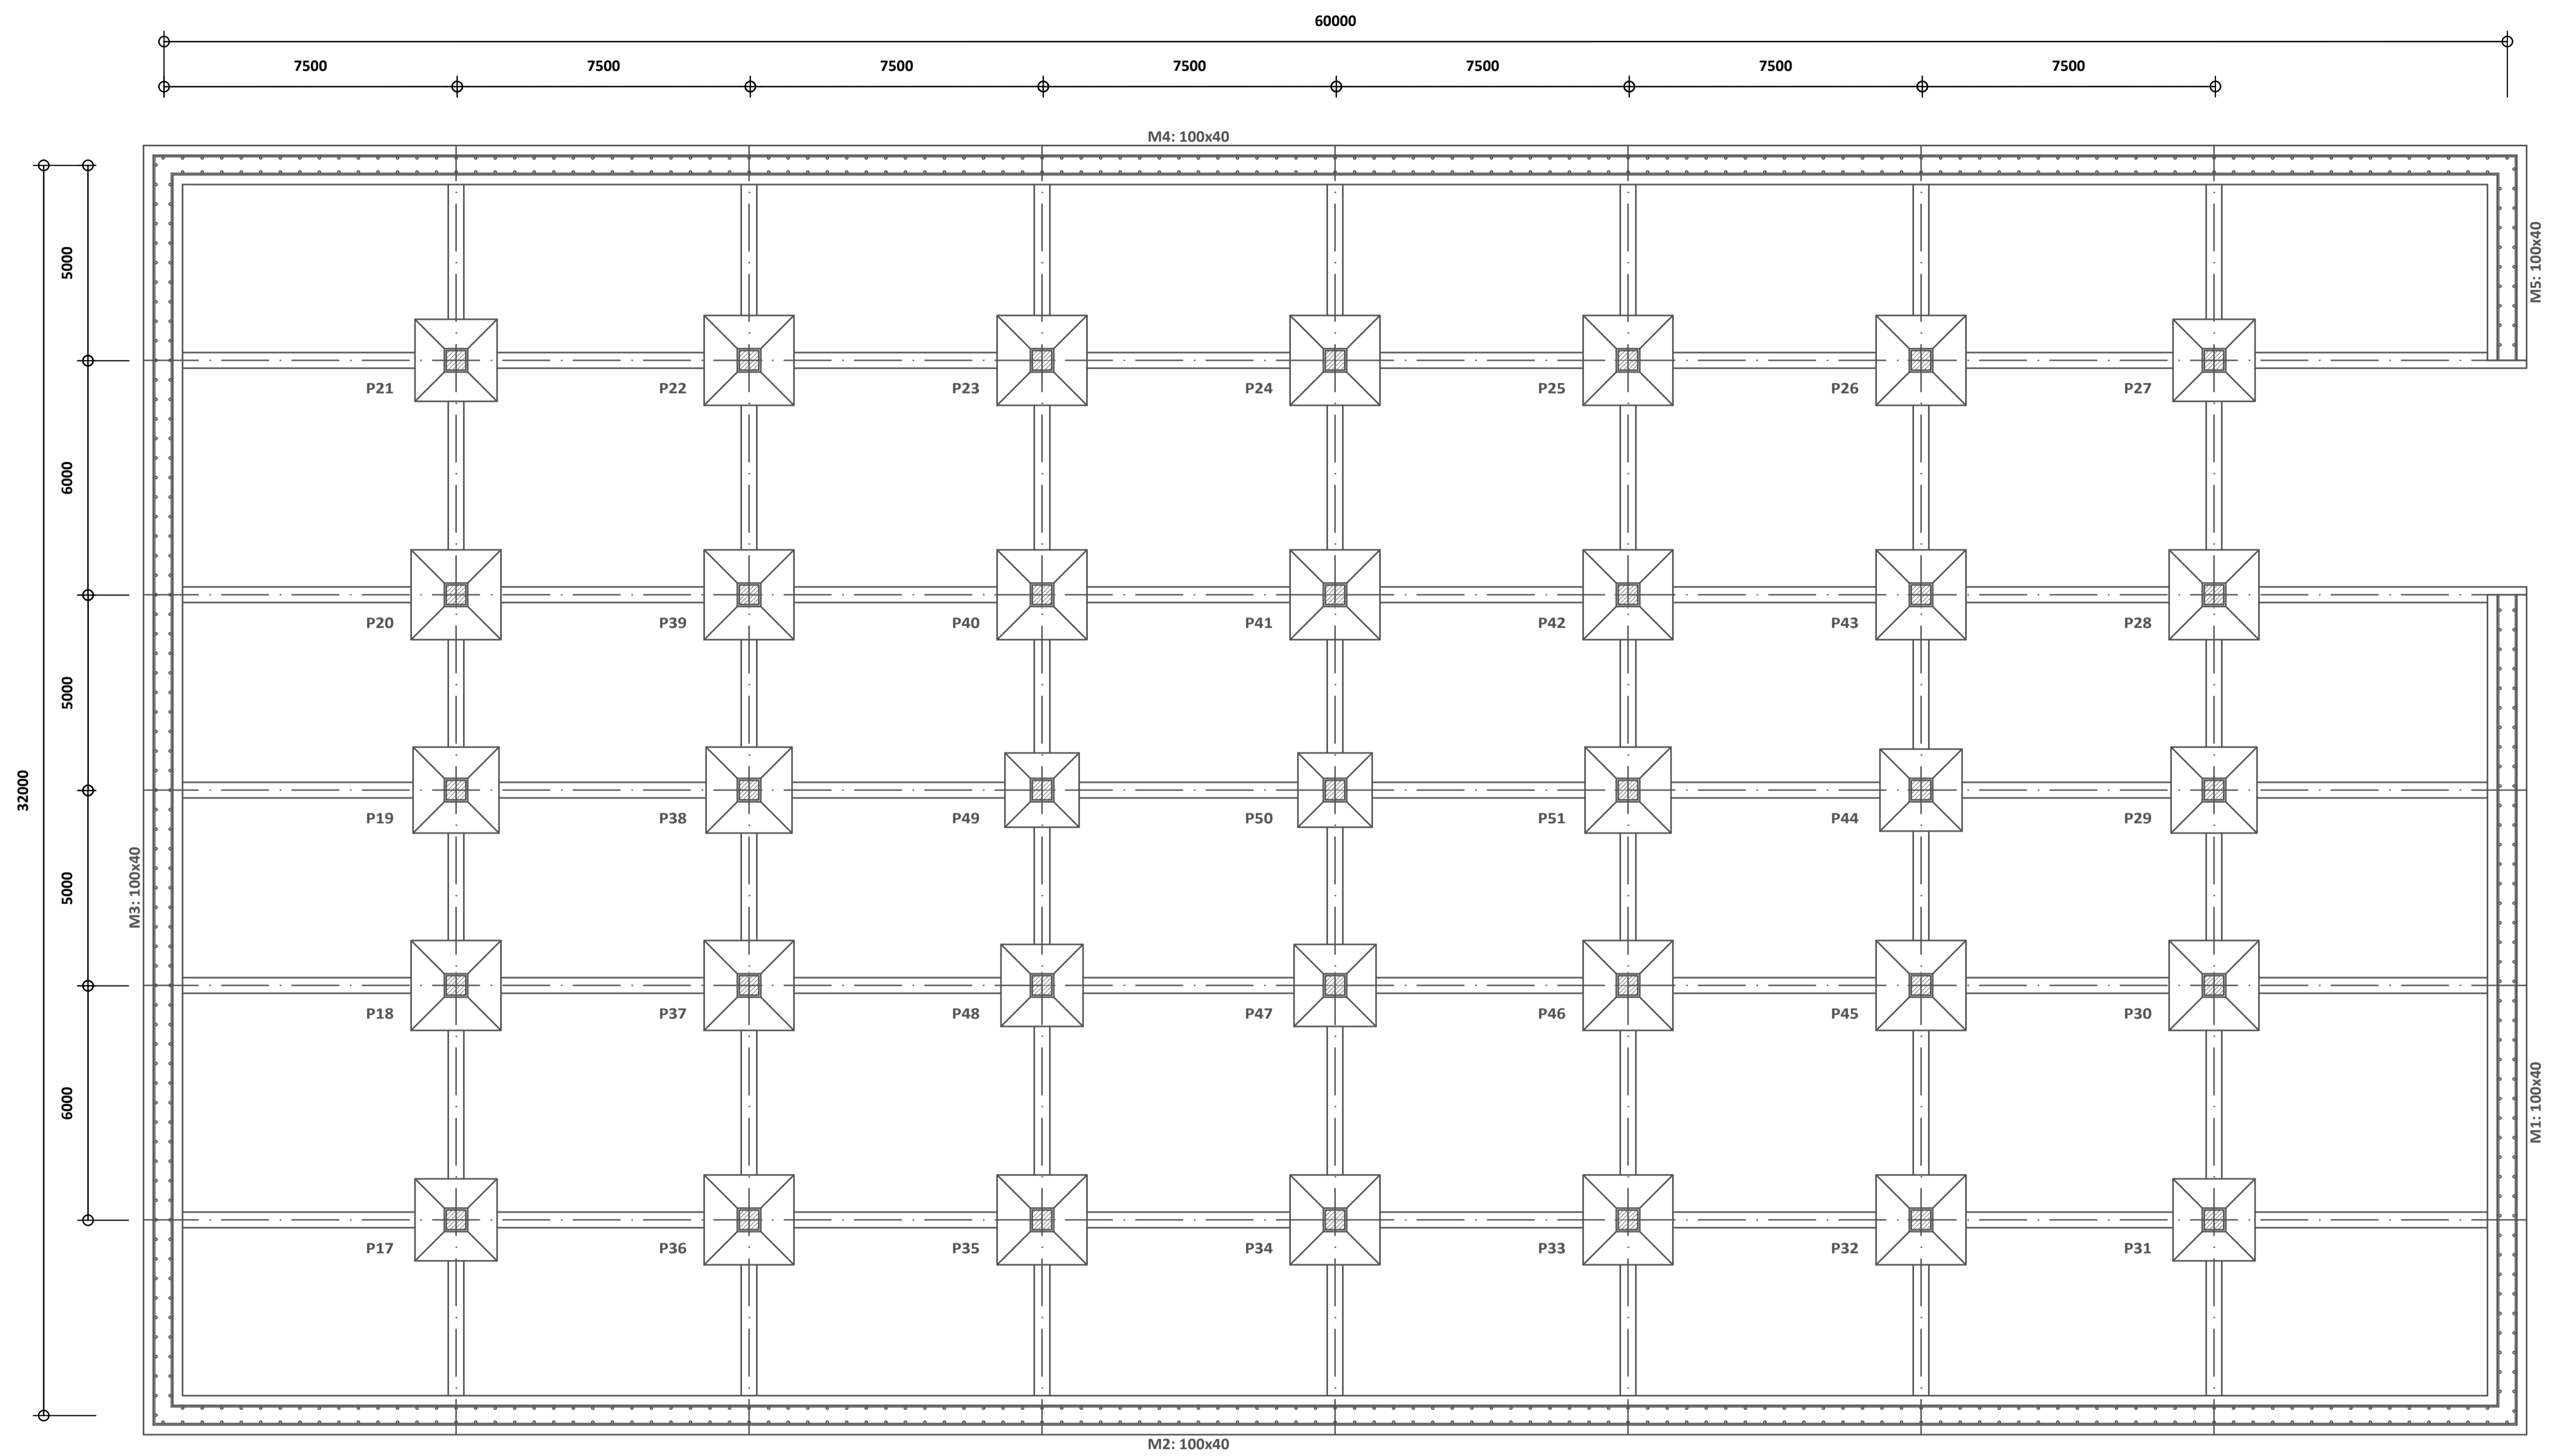 60000
7500 7500 7500 7500 7500 7500 7500
M4: 100x40
5000
M5: 100x40
P21 P22 P23 P24 P25 P26 P27
6000
P20 P39 P40 P41 P42 P43 P28
5000
32000
P19 P38 P49 P50 P51 P44 P29
5000
M3: 100x40
P18 P37 P48 P47 P46 P45 P30
6000
M1: 100x40
P17 P36 P35 P34 P33 P32 P31
M2: 100x40